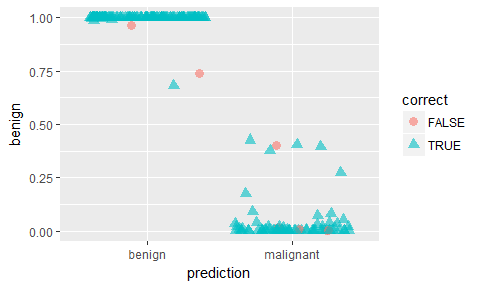 1.00
0.75
0.50
0.25
0.00
benign
benign malignant
prediction
correct
FALSE
TRUE